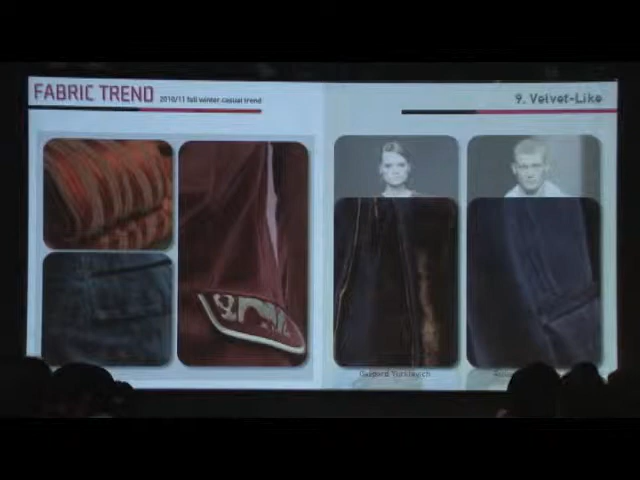 FABRIC TREND 2010/11 fall winter casual trend
9. Velvet-Like